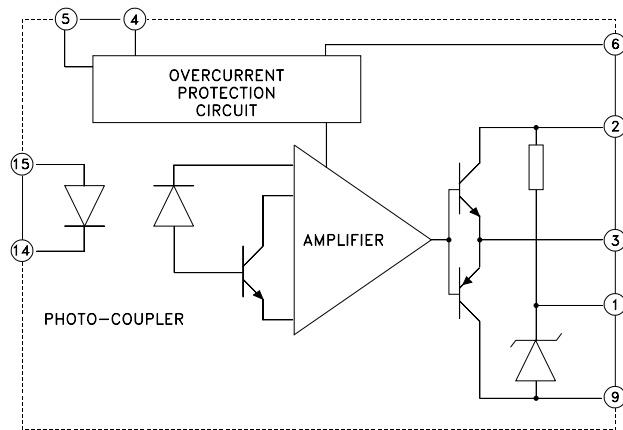 5
4
6
OVERCURRENT
PROTECTION
CIRCUIT
2
15
AMPLIFIER
3
14
1
PHOTO-COUPLER
9